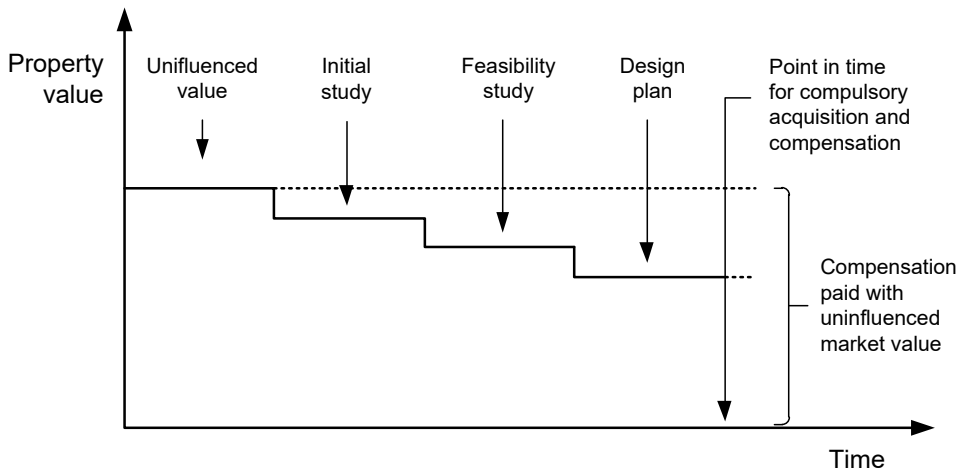 Property
value
Unifluenced
value
Initial
study
Feasibility
study
Design
plan
Point in time
for compulsory
acquisition and
compensation
Compensation
paid with
uninfluenced
market value
Time